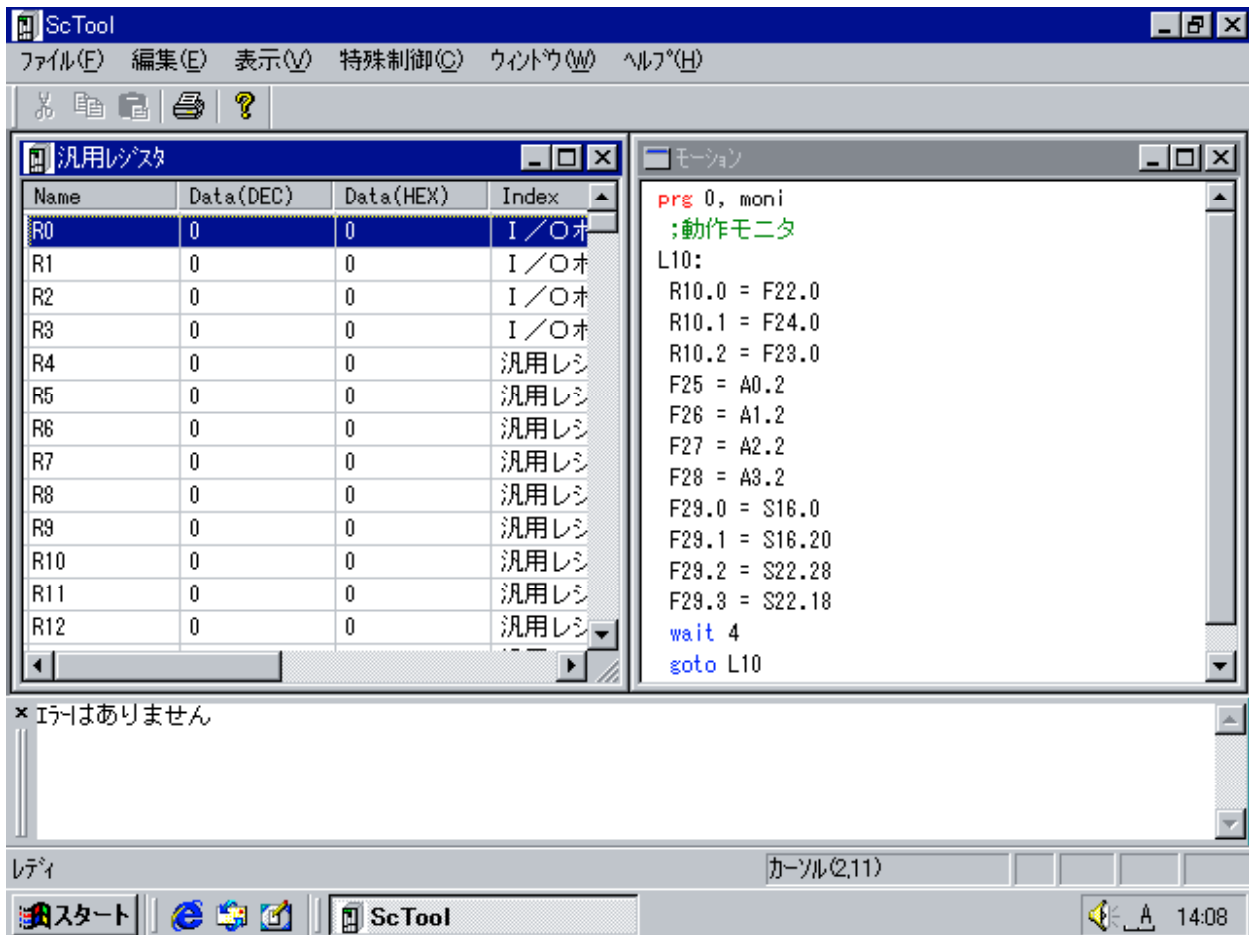 ScTool
ﾌｧｲﾙ(F) 編集(E) 表示(V) 特殊制御(C) ｳｨﾝﾄﾞｳ(W) ﾍﾙﾌﾟ(H)
汎用ﾚｼﾞｽﾀ
Name Data(DEC) Data(HEX) Index
R0 0 0 Ｉ／Ｏポ
R1 0 0 Ｉ／Ｏポ
R2 0 0 Ｉ／Ｏポ
R3 0 0 Ｉ／Ｏポ
R4 0 0 汎用レジ
R5 0 0 汎用レジ
R6 0 0 汎用レジ
R7 0 0 汎用レジ
R8 0 0 汎用レジ
R9 0 0 汎用レジ
R10 0 0 汎用レジ
R11 0 0 汎用レジ
R12 0 0 汎用レジ
ﾓｰｼｮﾝ
prg 0, moni
;動作モニタ
L10:
R10.0 = F22.0
R10.1 = F24.0
R10.2 = F23.0
F25 = A0.2
F26 = A1.2
F27 = A2.2
F28 = A3.2
F29.0 = S16.0
F29.1 = S16.20
F29.2 = S22.28
F29.3 = S22.18
wait 4
goto L10
ｴﾗｰはありません
ﾚﾃﾞｨ
ｶｰｿﾙ(2,11)
スタート ScTool A 14:08